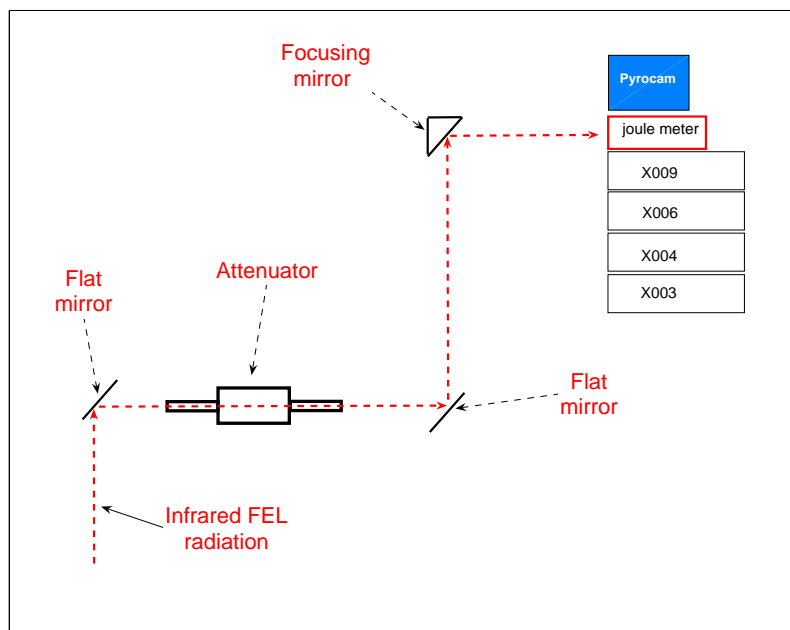 Focusing
mirror
Pyrocam
joule meter
X009
X006
X004
X003
Attenuator
Flat
mirror
Flat
mirror
Infrared FEL
radiation